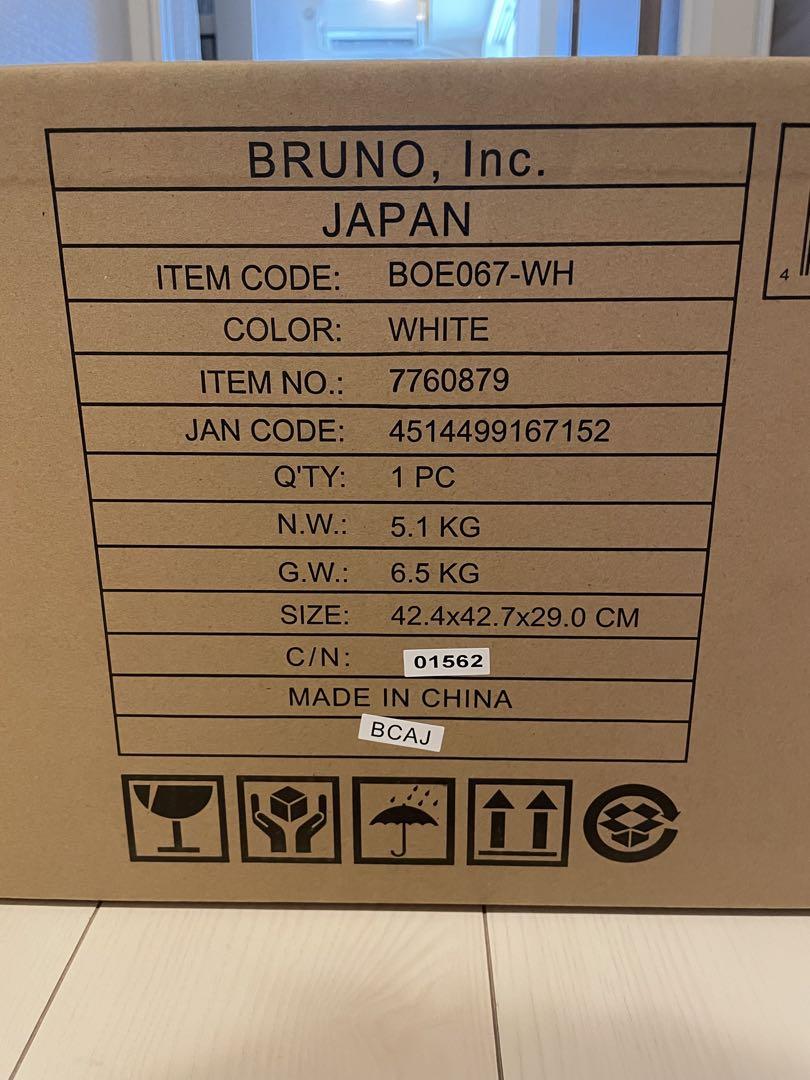 BRUNO, Inc.
JAPAN
ITEM CODE: BOE067-WH
COLOR: WHITE
ITEM NO.: 7760879
JAN CODE: 4514499167152
Q'TY: 1 PC
N.W.: 5.1 KG
G.W.: 6.5 KG
SIZE: 42.4x42.7x29.0 CM
C/N: 01562
MADE IN CHINA
BCAJ
4